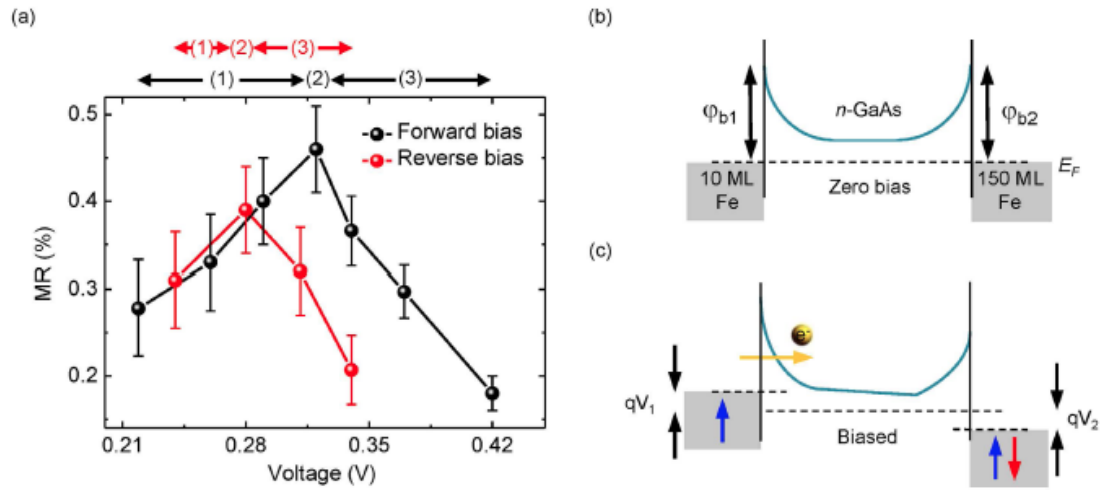 (a)
(1) (2) (3)
(1) (2) (3)
0.5
0.4
0.3
0.2
MR (%)
Forward bias
Reverse bias
0.21 0.28 0.35 0.42
Voltage (V)
(b)
φb1 n-GaAs φb2
EF
10 ML Fe
Zero bias
150 ML Fe
(c)
e-
qV1
qV2
Biased